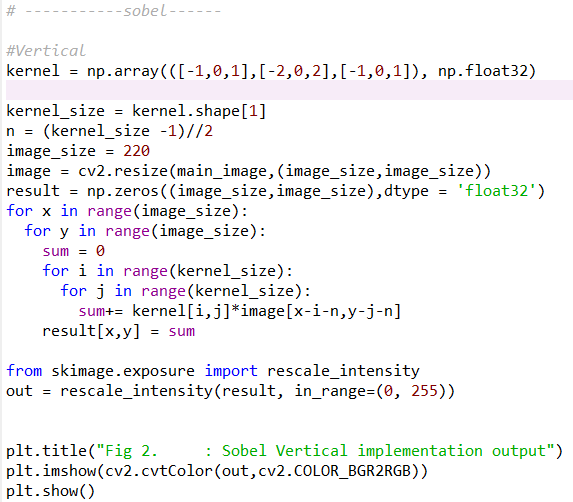 # -----------sobel------
#Vertical
kernel = np.array(([-1,0,1],[-2,0,2],[-1,0,1]), np.float32)
kernel_size = kernel.shape[1]
n = (kernel_size -1)//2
image_size = 220
image = cv2.resize(main_image,(image_size,image_size))
result = np.zeros((image_size,image_size),dtype = 'float32')
for x in range(image_size):
  for y in range(image_size):
    sum = 0
    for i in range(kernel_size):
      for j in range(kernel_size):
        sum+= kernel[i,j]*image[x-i-n,y-j-n]
    result[x,y] = sum
from skimage.exposure import rescale_intensity
out = rescale_intensity(result, in_range=(0, 255))
plt.title("Fig 2.     : Sobel Vertical implementation output")
plt.imshow(cv2.cvtColor(out,cv2.COLOR_BGR2RGB))
plt.show()